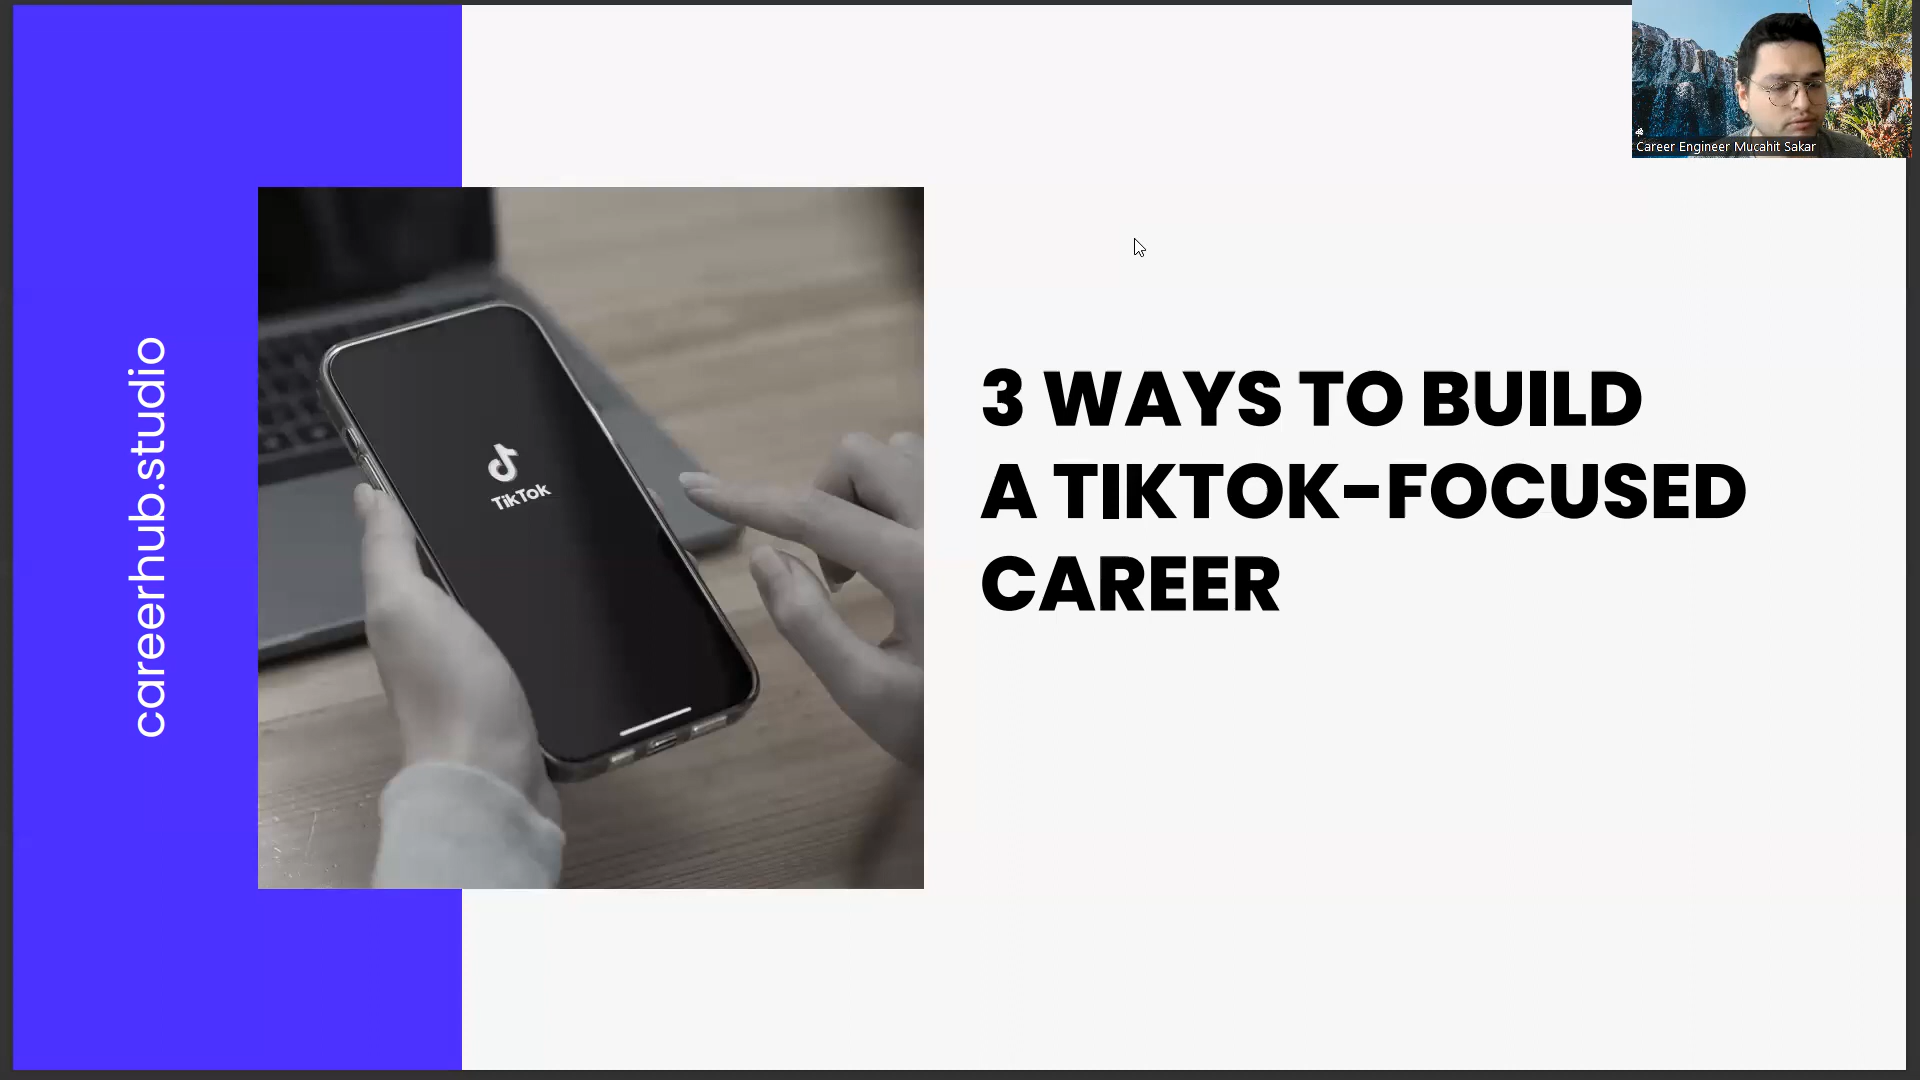 careerhub.studio
TikTok
3 WAYS TO BUILD
A TIKTOK-FOCUSED
CAREER
Career Engineer Mucahit Sakar